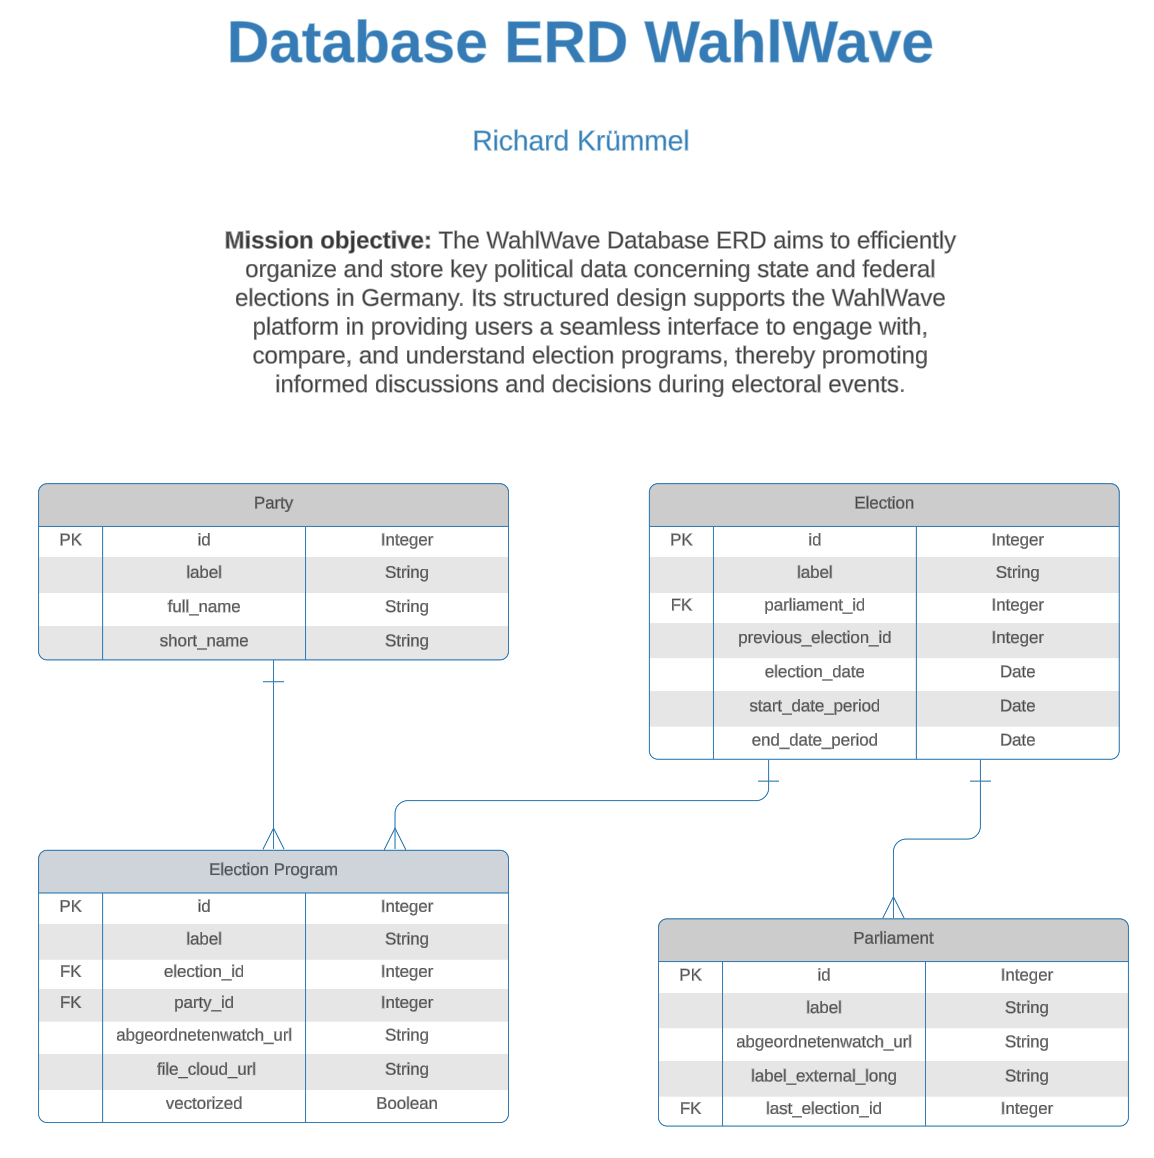 Database ERD WahlWave
Richard Krümmel
Mission objective: The WahlWave Database ERD aims to efficiently
organize and store key political data concerning state and federal
elections in Germany. Its structured design supports the WahlWave
platform in providing users a seamless interface to engage with,
compare, and understand election programs, thereby promoting
informed discussions and decisions during electoral events.
Party
PK id Integer
label String
full_name String
short_name String
Election
PK id Integer
label String
FK parliament_id Integer
previous_election_id Integer
election_date Date
start_date_period Date
end_date_period Date
Election Program
PK id Integer
label String
FK election_id Integer
FK party_id Integer
abgeordnetenwatch_url String
file_cloud_url String
vectorized Boolean
Parliament
PK id Integer
label String
abgeordnetenwatch_url String
label_external_long String
FK last_election_id Integer